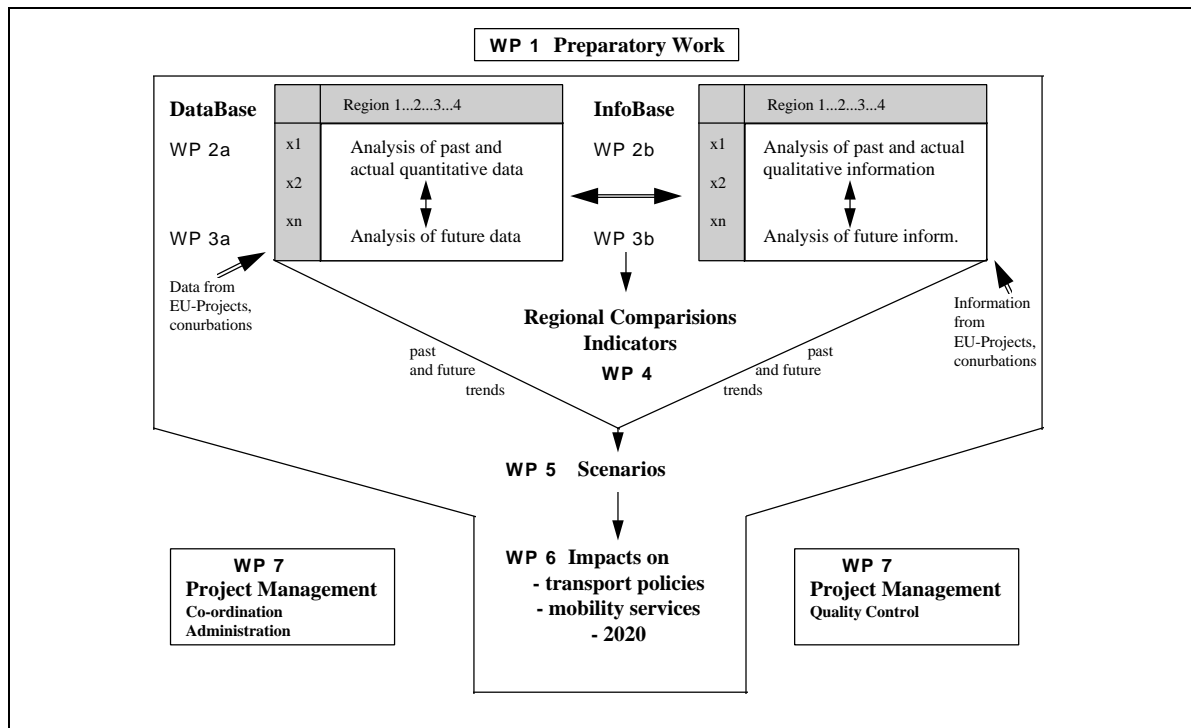 WP 1 Preparatory Work
DataBase
Region 1...2...3...4
WP 2a
x1
x2
xn
Analysis of past and
actual quantitative data
Analysis of future data
WP 3a
Data from
EU-Projects,
conurbations
InfoBase
Region 1...2...3...4
WP 2b
x1
x2
xn
Analysis of past and actual
qualitative information
Analysis of future inform.
WP 3b
Information
from
EU-Projects,
conurbations
Regional Comparisions
Indicators
WP 4
past
and future
trends
past
and future
trends
WP 5 Scenarios
WP 6 Impacts on
- transport policies
- mobility services
- 2020
WP 7
Project Management
Co-ordination
Administration
WP 7
Project Management
Quality Control